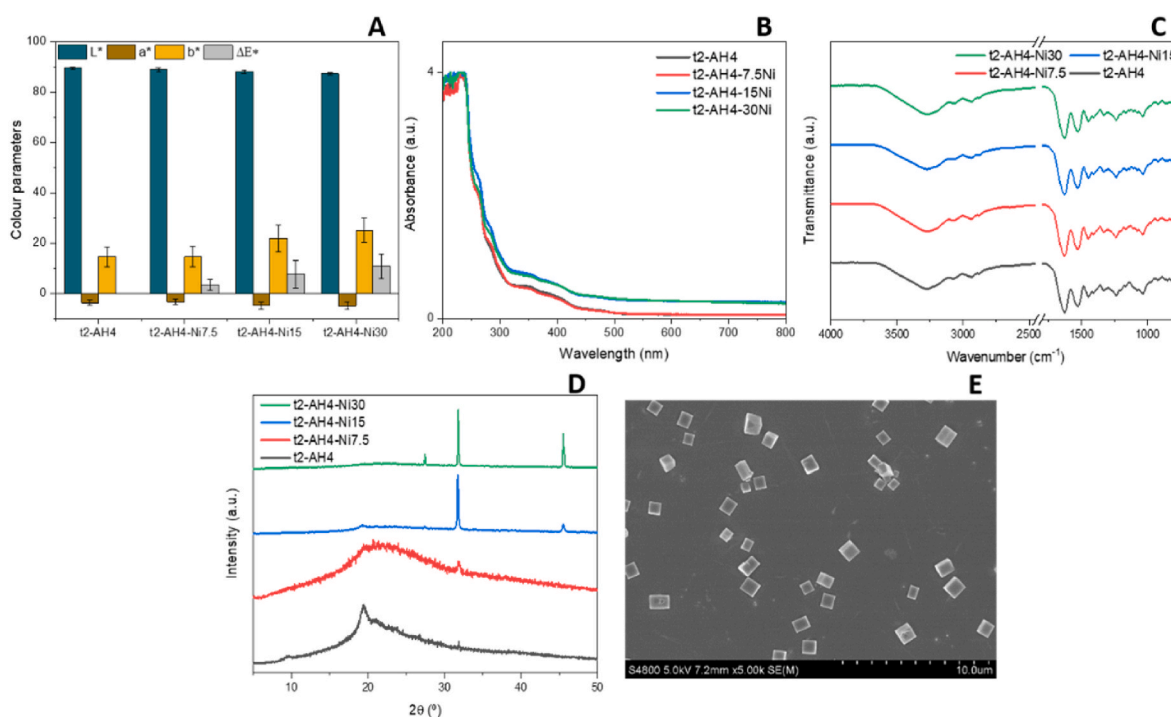 A
L* a* b* ΔE*
100
80
60
40
20
0
Colour parameters
t2-AH4 t2-AH4-Ni7.5 t2-AH4-Ni15 t2-AH4-Ni30
B
t2-AH4
t2-AH4-7.5Ni
t2-AH4-15Ni
t2-AH4-30Ni
4
0
Absorbance (a.u.)
200 300 400 500 600 700 800
Wavelength (nm)
C
t2-AH4-Ni30 t2-AH4-Ni15
t2-AH4-Ni7.5 t2-AH4
Transmittance (a.u.)
4000 3500 3000 2500 1500 1000
Wavenumber (cm⁻¹)
D
t2-AH4-Ni30
t2-AH4-Ni15
t2-AH4-Ni7.5
t2-AH4
Intensity (a.u.)
10 20 30 40 50
2θ (º)
E
S4800 5.0kV 7.2mm x5.00k SE(M) 10.0um